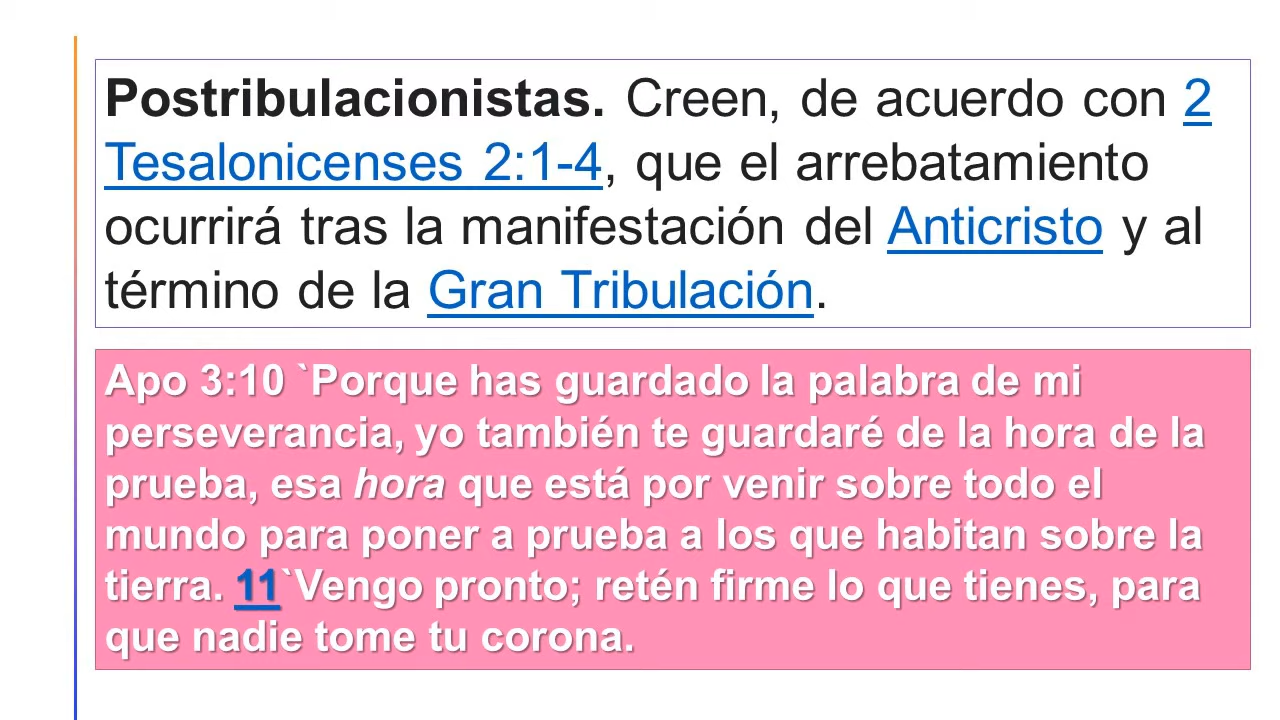 Postribulacionistas. Creen, de acuerdo con 2
Tesalonicenses 2:1-4, que el arrebatamiento
ocurrirá tras la manifestación del Anticristo y al
término de la Gran Tribulación.
Apo 3:10 `Porque has guardado la palabra de mi
perseverancia, yo también te guardaré de la hora de la
prueba, esa hora que está por venir sobre todo el
mundo para poner a prueba a los que habitan sobre la
tierra. 11`Vengo pronto; retén firme lo que tienes, para
que nadie tome tu corona.